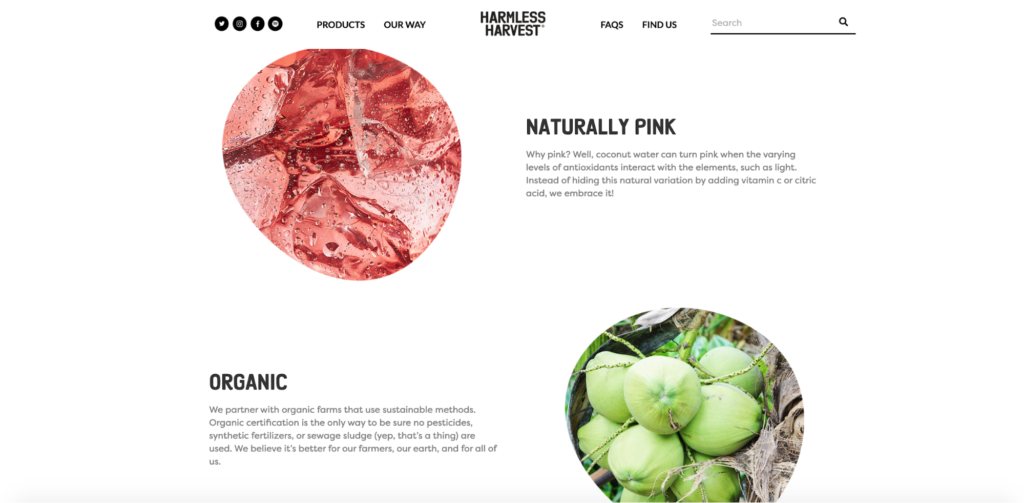 PRODUCTS
OUR WAY
HARMLESS
HARVEST®
FAQS
FIND US
Search
NATURALLY PINK
Why pink? Well, coconut water can turn pink when the varying
levels of antioxidants interact with the elements, such as light.
Instead of hiding this natural variation by adding vitamin c or citric
acid, we embrace it!
ORGANIC
We partner with organic farms that use sustainable methods.
Organic certification is the only way to be sure no pesticides,
synthetic fertilizers, or sewage sludge (yep, that’s a thing) are
used. We believe it’s better for our farmers, our earth, and for all of
us.